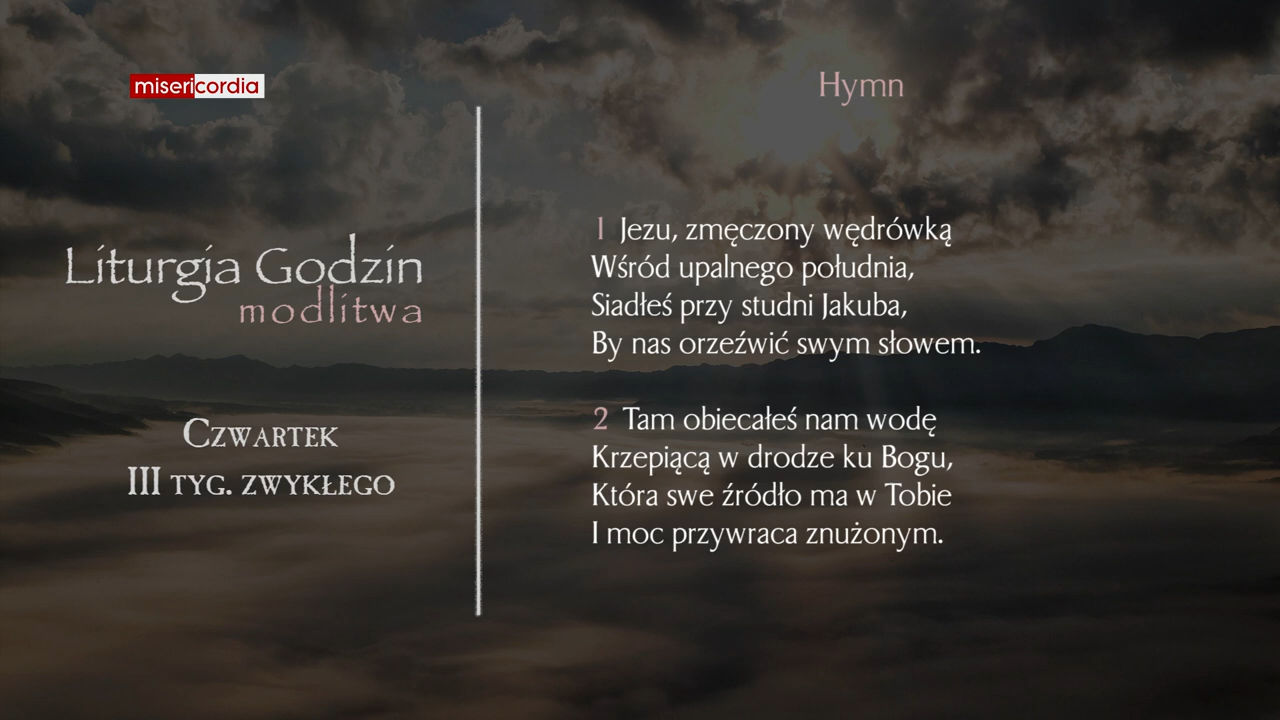 misericordia
Liturgia Godzin
modlitwa
Czwartek
III tyg. zwykłego
Hymn
1 Jezu, zmęczony wędrówką
Wśród upalnego południa,
Siadłeś przy studni Jakuba,
By nas orzeźwić swym słowem.
2 Tam obiecałeś nam wodę
Krzepiącą w drodze ku Bogu,
Która swe źródło ma w Tobie
I moc przywraca znużonym.